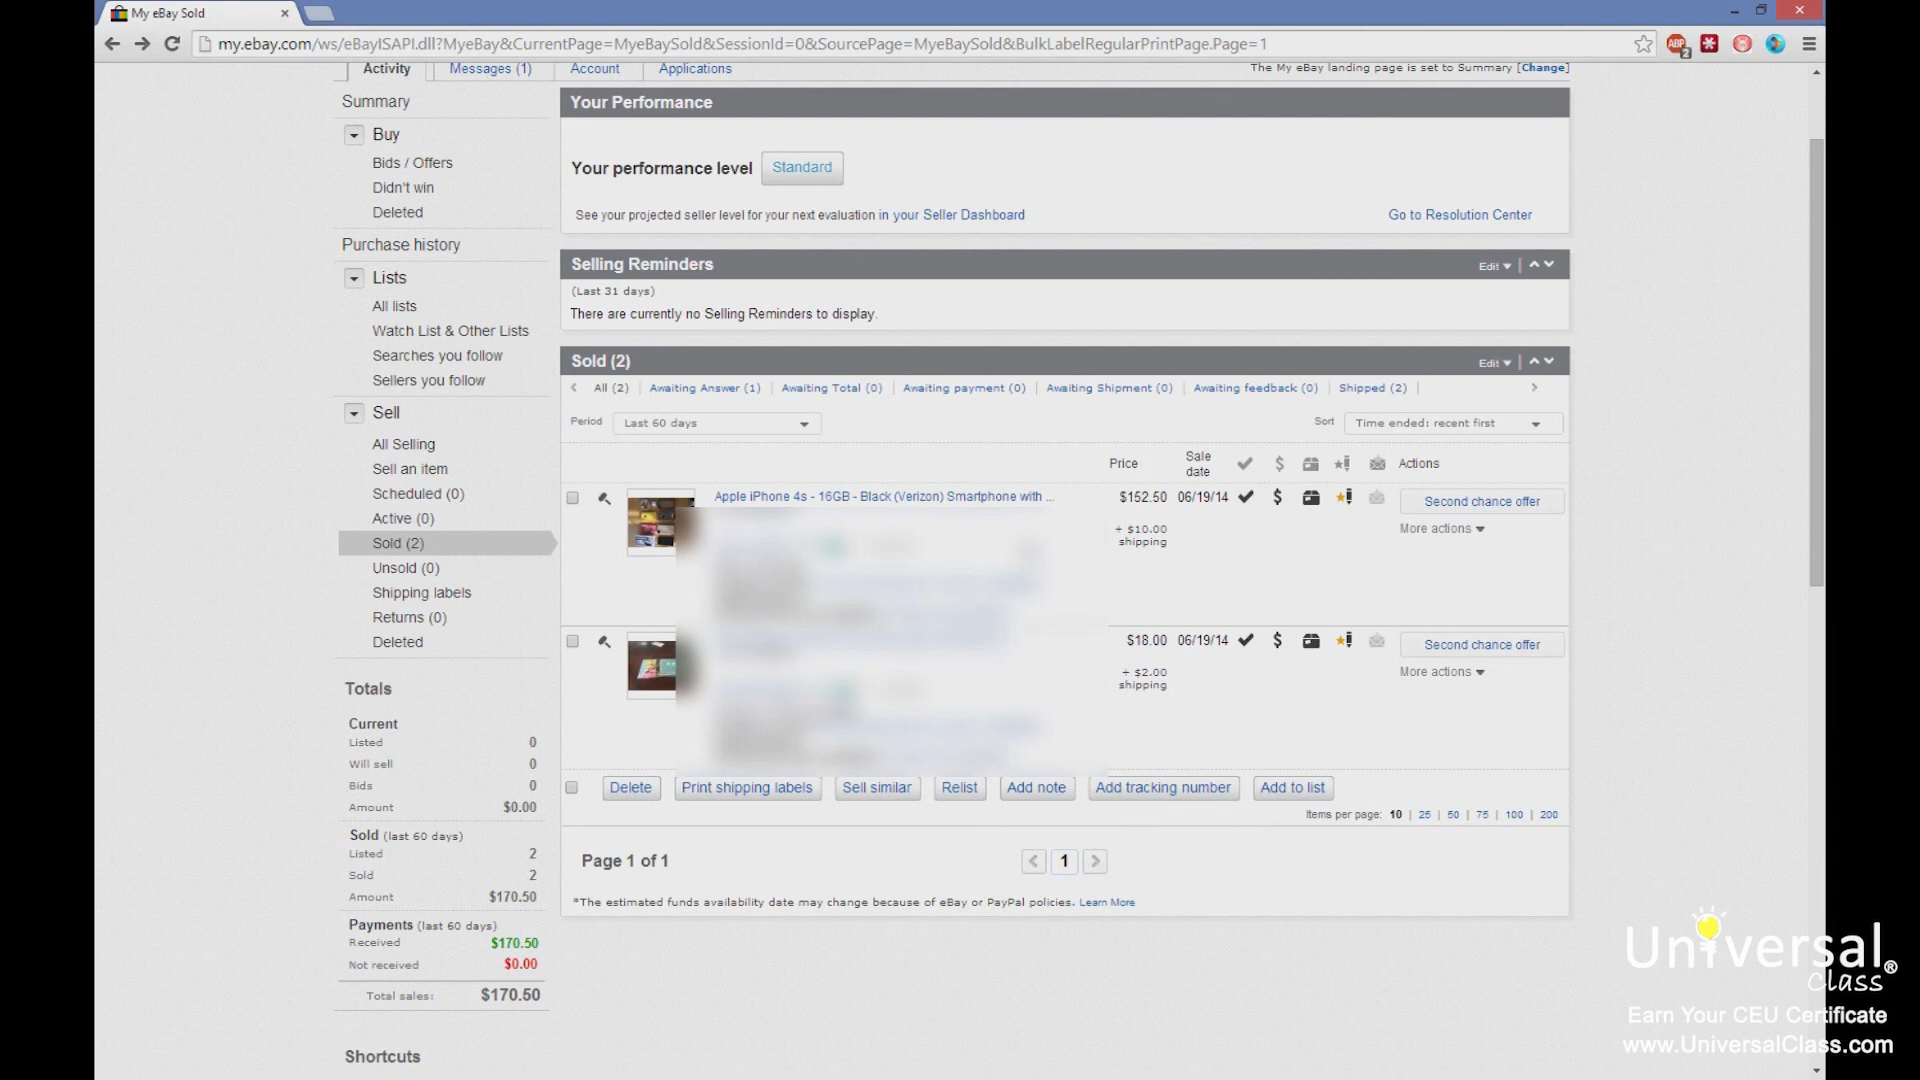 My eBay Sold
my.ebay.com/ws/eBayISAPI.dll?MyeBay&CurrentPage=MyeBaySold&SessionId=0&SourcePage=MyeBaySold&BulkLabelRegularPrintPage.Page=1
ABP
2
Activity
Messages (1)
Account
Applications
The My eBay landing page is set to Summary [Change]
Summary
Buy
Bids / Offers
Didn't win
Deleted
Purchase history
Lists
All lists
Watch List & Other Lists
Searches you follow
Sellers you follow
Sell
All Selling
Sell an item
Scheduled (0)
Active (0)
Sold (2)
Unsold (0)
Shipping labels
Returns (0)
Deleted
Totals
Current
Listed 0
Will sell 0
Bids 0
Amount $0.00
Sold (last 60 days)
Listed 2
Sold 2
Amount $170.50
Payments (last 60 days)
Received $170.50
Not received $0.00
Total sales: $170.50
Shortcuts
Your Performance
Your performance level Standard
See your projected seller level for your next evaluation in your Seller Dashboard
Go to Resolution Center
Selling Reminders
Edit
(Last 31 days)
There are currently no Selling Reminders to display.
Sold (2)
Edit
All (2) | Awaiting Answer (1) | Awaiting Total (0) | Awaiting payment (0) | Awaiting Shipment (0) | Awaiting feedback (0) | Shipped (2) |
Period Last 60 days
Sort Time ended: recent first
Price
Sale date
$
Actions
Apple iPhone 4s - 16GB - Black (Verizon) Smartphone with ...
$152.50
06/19/14
$
Second chance offer
+ $10.00
shipping
More actions
$18.00
06/19/14
$
Second chance offer
+ $2.00
shipping
More actions
Delete
Print shipping labels
Sell similar
Relist
Add note
Add tracking number
Add to list
Items per page: 10 | 25 | 50 | 75 | 100 | 200
Page 1 of 1
1
*The estimated funds availability date may change because of eBay or PayPal policies. Learn More
Universal
Class®
Earn Your CEU Certificate
www.UniversalClass.com